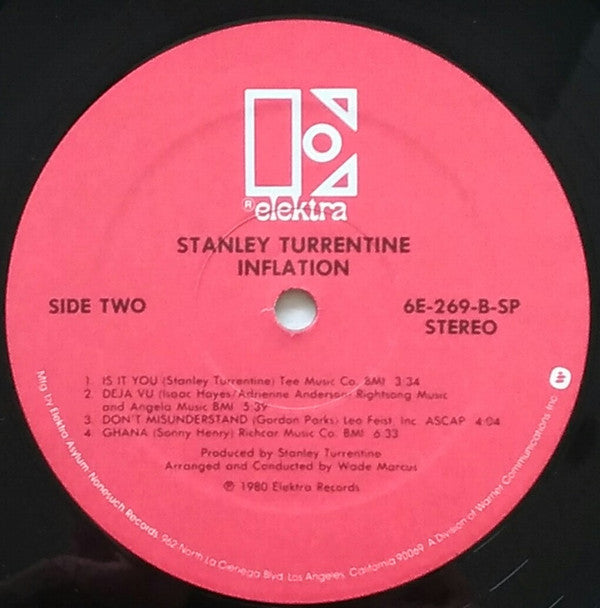 ® elektra
STANLEY TURRENTINE
INFLATION
SIDE TWO
6E-269-B-SP
STEREO
1. IS IT YOU (Stanley Turrentine) Tee Music Co. BMI 3:34
2. DEJA VU (Isaac Hayes/Adrienne Anderson) Rightsong Music
and Angela Music BMI 5:39
3. DON'T MISUNDERSTAND (Gordon Parks) Leo Feist, Inc. ASCAP 4:04
4. GHANA (Sonny Henry) Richcar Music Co. BMI 6:33
Produced by Stanley Turrentine
Arranged and Conducted by Wade Marcus
℗ 1980 Elektra Records
Mfg. by Elektra/Asylum/Nonesuch Records, 962 North La Cienega Blvd., Los Angeles, California 90069. A Division of Warner Communications Inc.